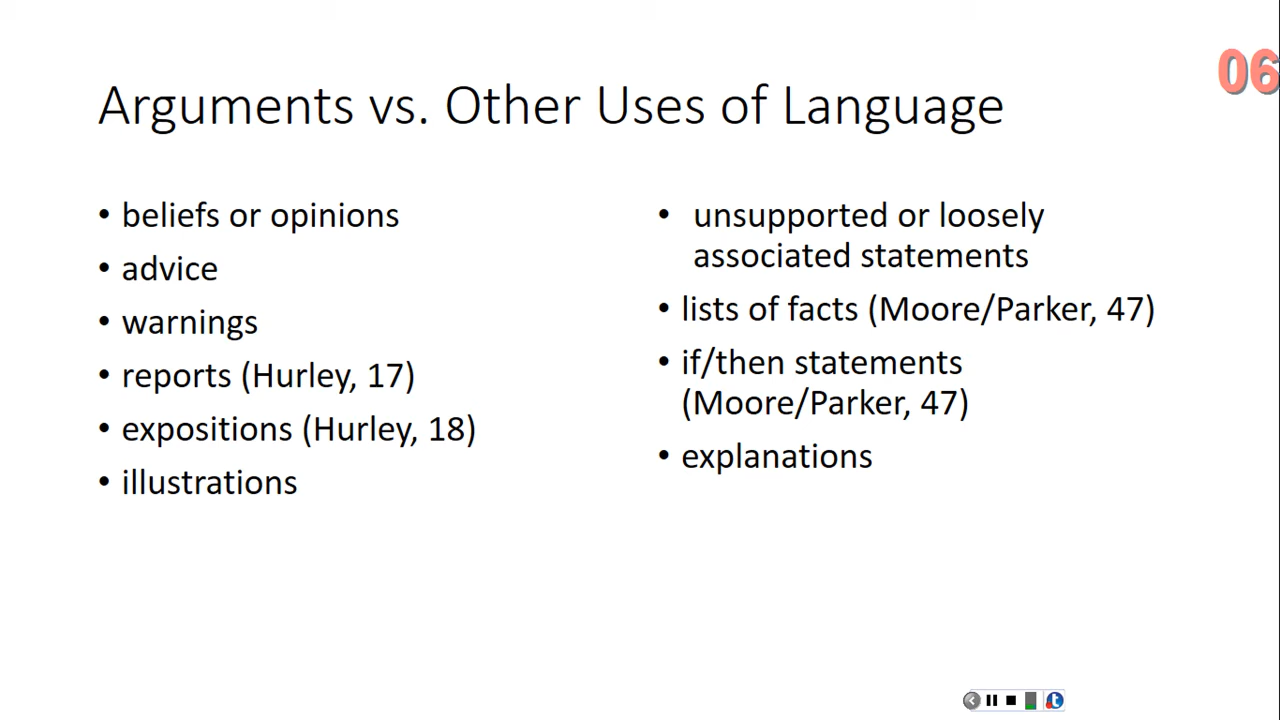 06
Arguments vs. Other Uses of Language
• beliefs or opinions
• advice
• warnings
• reports (Hurley, 17)
• expositions (Hurley, 18)
• illustrations
• unsupported or loosely
associated statements
• lists of facts (Moore/Parker, 47)
• if/then statements
(Moore/Parker, 47)
• explanations
t